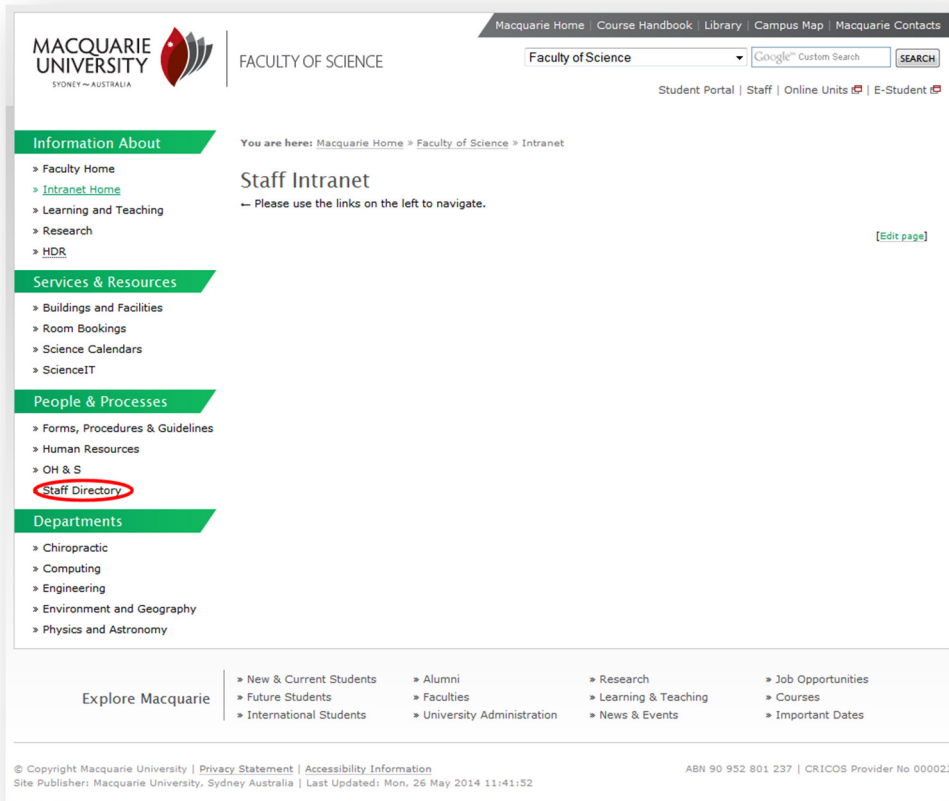 Macquarie Home | Course Handbook | Library | Campus Map | Macquarie Contacts
MACQUARIE
UNIVERSITY
SYDNEY ~ AUSTRALIA
FACULTY OF SCIENCE
Faculty of Science
Google™ Custom Search
SEARCH
Student Portal | Staff | Online Units | E-Student
Information About
» Faculty Home
» Intranet Home
» Learning and Teaching
» Research
» HDR
Services & Resources
» Buildings and Facilities
» Room Bookings
» Science Calendars
» ScienceIT
People & Processes
» Forms, Procedures & Guidelines
» Human Resources
» OH & S
Staff Directory
Departments
» Chiropractic
» Computing
» Engineering
» Environment and Geography
» Physics and Astronomy
You are here: Macquarie Home » Faculty of Science » Intranet
Staff Intranet
← Please use the links on the left to navigate.
[Edit page]
Explore Macquarie
» New & Current Students
» Future Students
» International Students
» Alumni
» Faculties
» University Administration
» Research
» Learning & Teaching
» News & Events
» Job Opportunities
» Courses
» Important Dates
© Copyright Macquarie University | Privacy Statement | Accessibility Information
Site Publisher: Macquarie University, Sydney Australia | Last Updated: Mon, 26 May 2014 11:41:52
ABN 90 952 801 237 | CRICOS Provider No